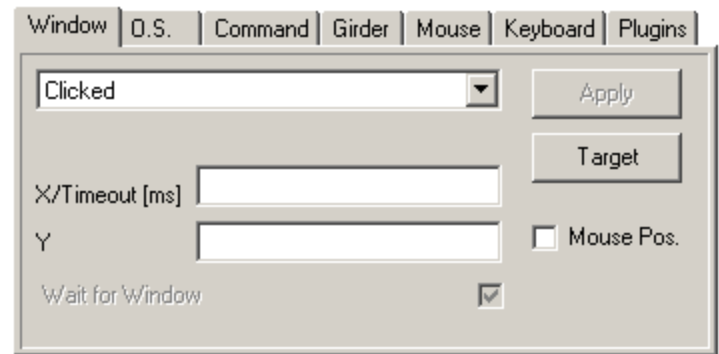 Window O.S. Command Girder Mouse Keyboard Plugins
Clicked Apply
Target
X/Timeout [ms]
Y Mouse Pos.
Wait for Window